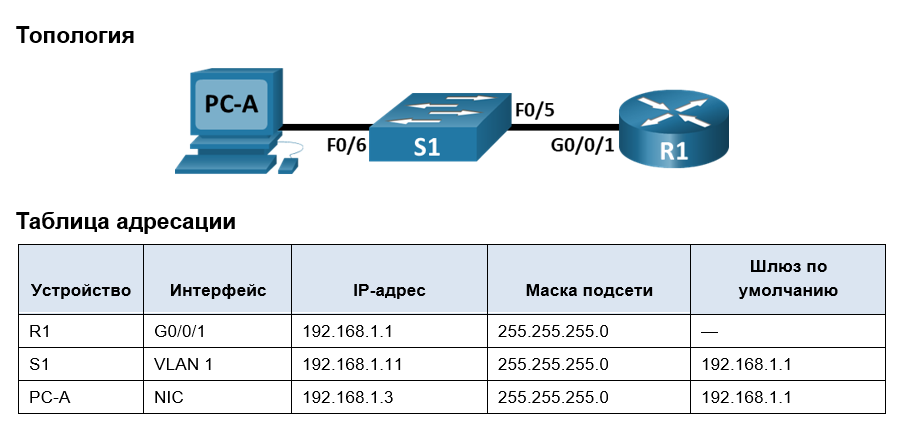 Топология
PC-A
F0/5
F0/6
S1
G0/0/1
R1
Таблица адресации
Устройство Интерфейс IP-адрес Маска подсети Шлюз по умолчанию
R1 G0/0/1 192.168.1.1 255.255.255.0 —
S1 VLAN 1 192.168.1.11 255.255.255.0 192.168.1.1
PC-A NIC 192.168.1.3 255.255.255.0 192.168.1.1